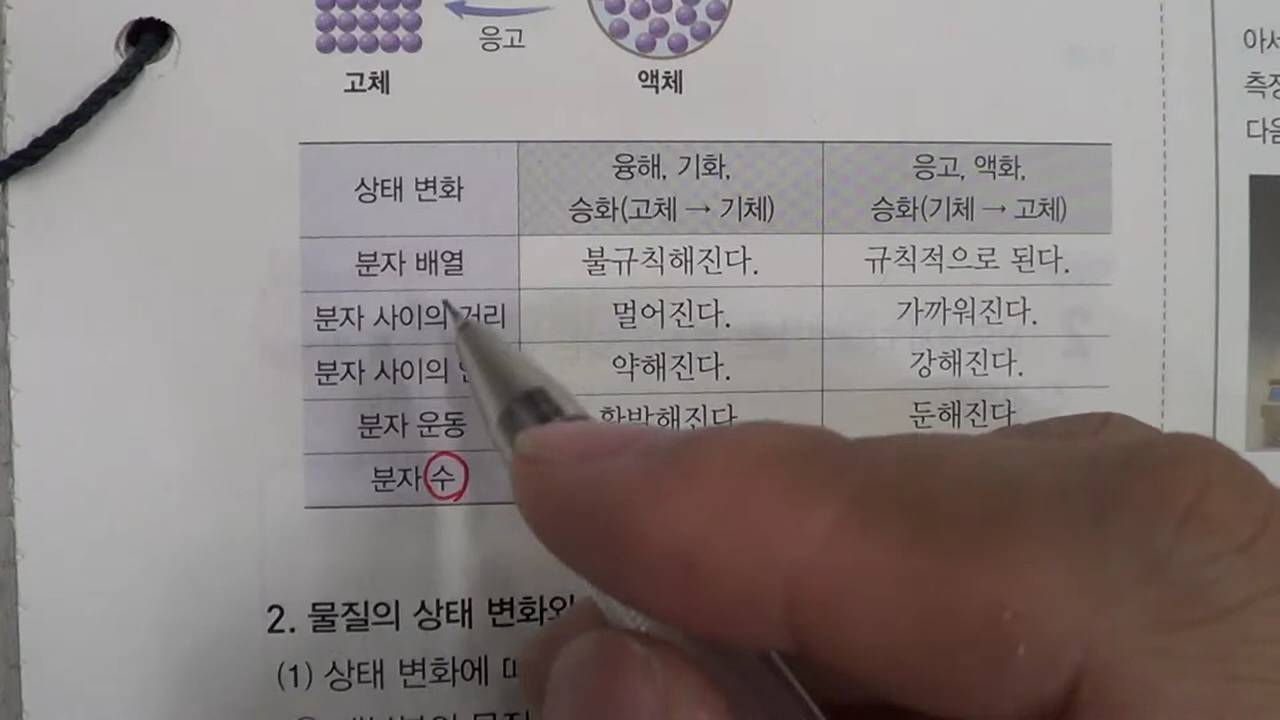 응고
고체
액체
상태 변화
융해, 기화,
승화(고체 → 기체)
응고, 액화,
승화(기체 → 고체)
분자 배열
불규칙해진다.
규칙적으로 된다.
분자 사이의 거리
멀어진다.
가까워진다.
분자 사이의
약해진다.
강해진다.
분자 운동
활발해진다.
둔해진다.
분자 수
2. 물질의 상태 변화와
(1) 상태 변화에
아서
측정
다음